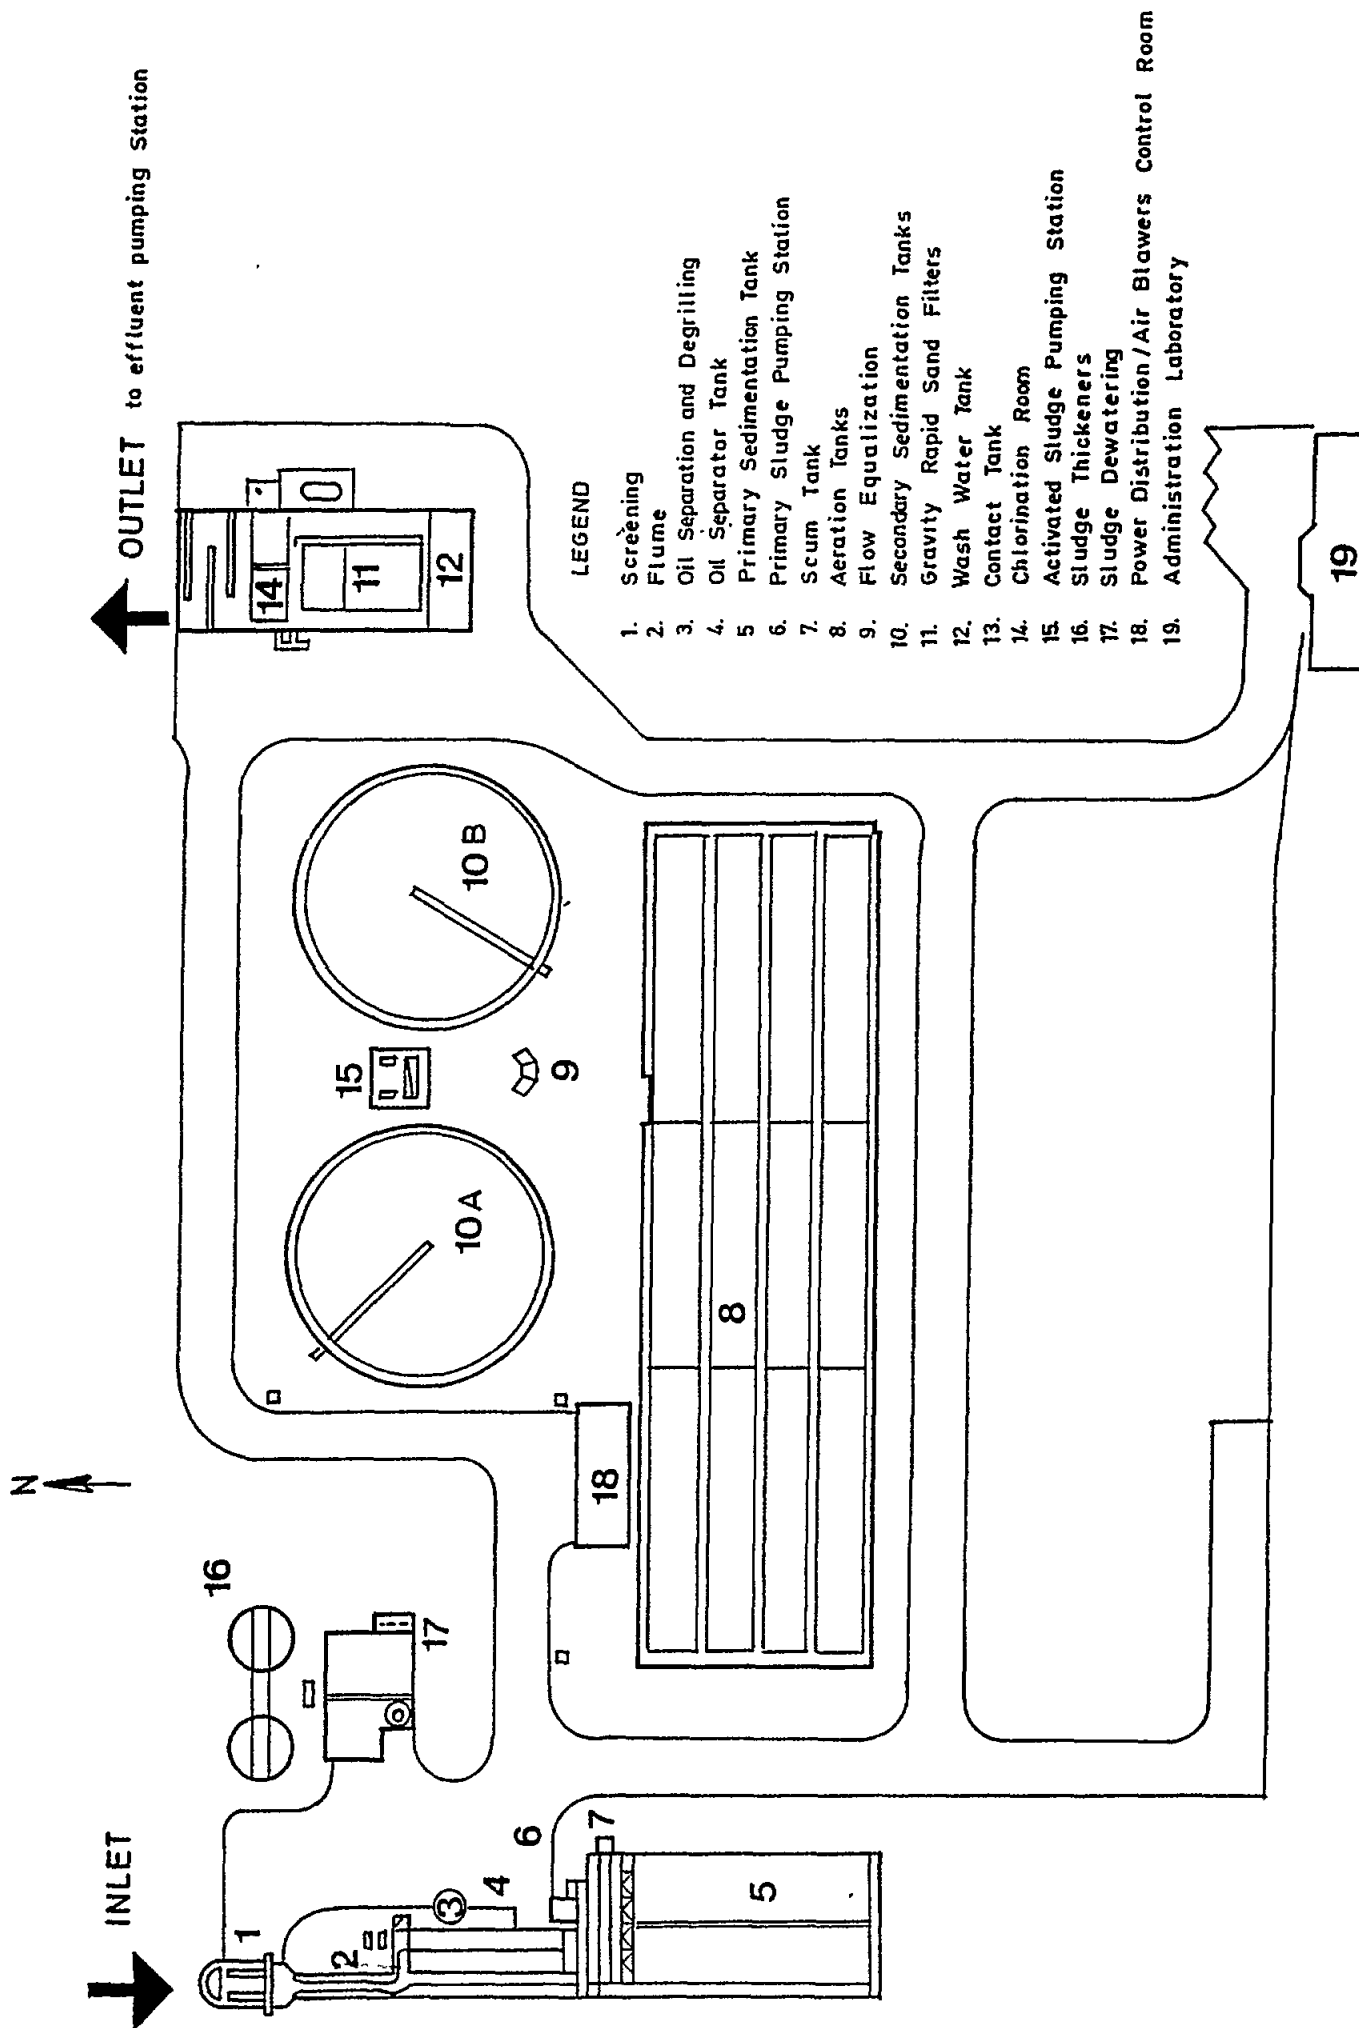 INLET
N
OUTLET to effluent pumping Station
1
2
3
4
5
6
7
16
17
18
8
10A
15
9
10B
14
11
12
19
LEGEND
1. Screening
2. Flume
3. Oil Separation and Degrilling
4. Oil Separator Tank
5 Primary Sedimentation Tank
6. Primary Sludge Pumping Station
7. Scum Tank
8. Aeration Tanks
9. Flow Equalization
10. Secondary Sedimentation Tanks
11. Gravity Rapid Sand Filters
12. Wash Water Tank
13. Contact Tank
14. Chlorination Room
15. Activated Sludge Pumping Station
16. Sludge Thickeners
17. Sludge Dewatering
18. Power Distribution/Air Blawers Control Room
19. Administration Laboratory